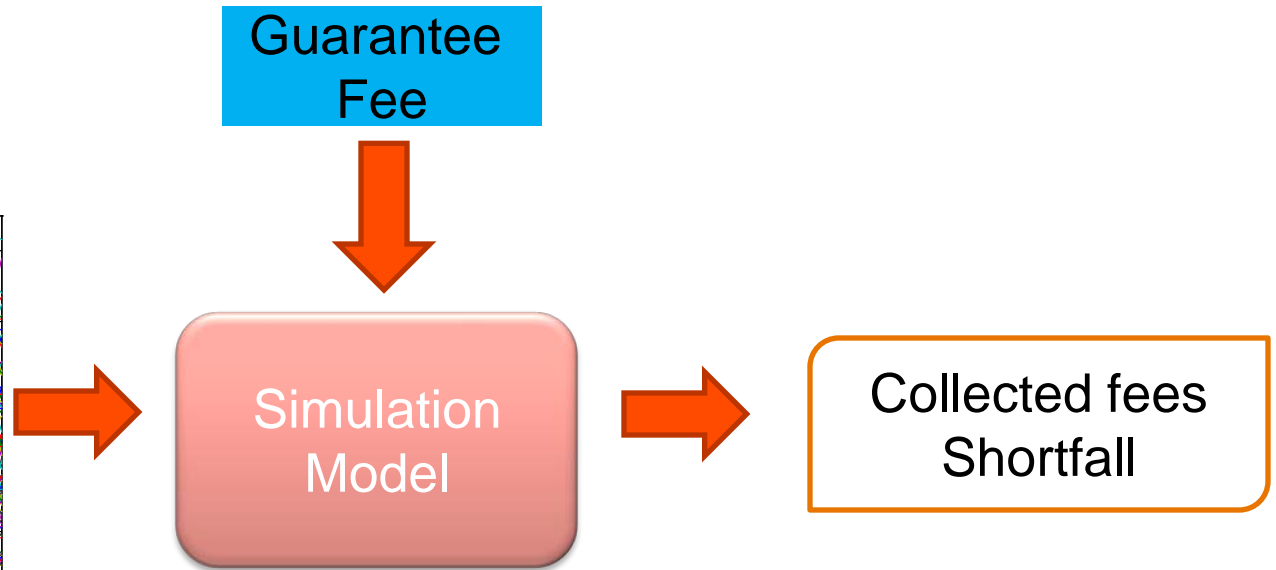 Guarantee
Fee
Simulation
Model
Collected fees
Shortfall